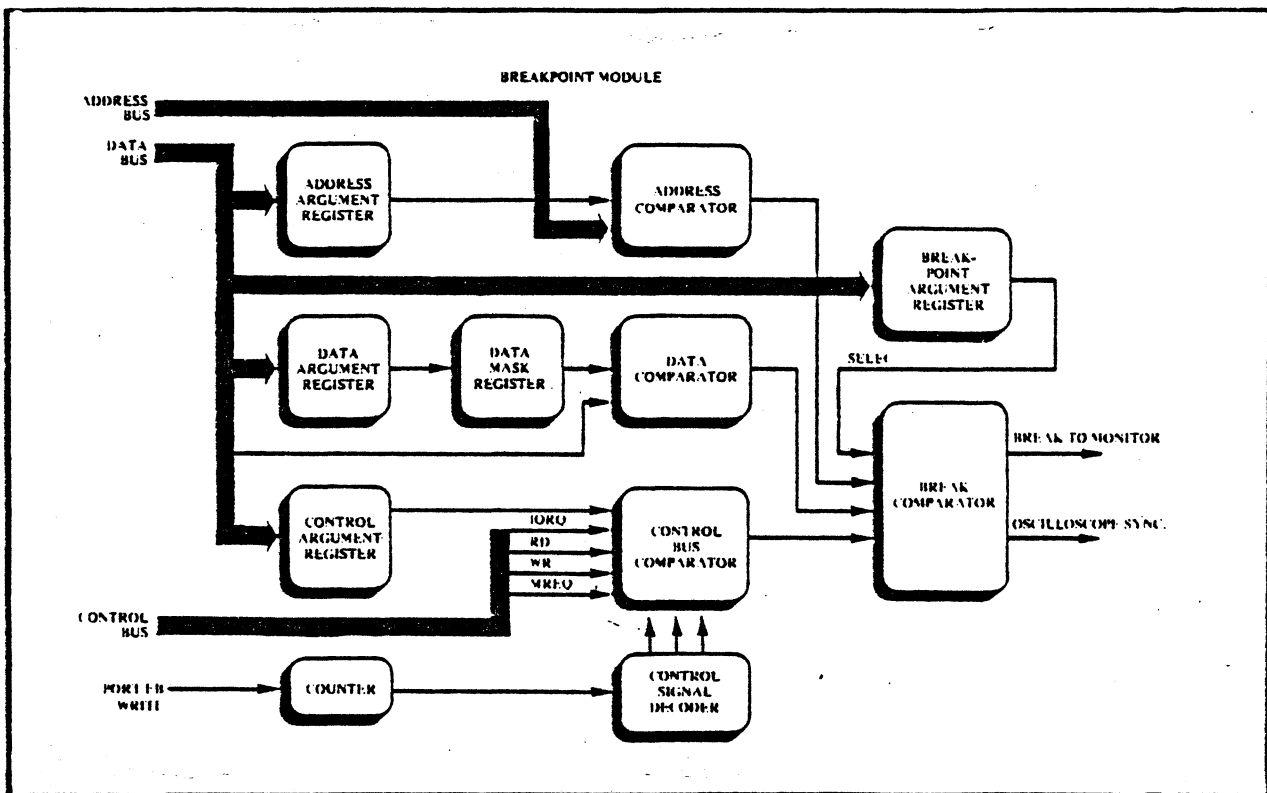 BREAKPOINT MODULE
ADDRESS
BUS
DATA
BUS
ADDRESS
ARGUMENT
REGISTER
ADDRESS
COMPARATOR
BREAK-
POINT
ARGUMENT
REGISTER
DATA
ARGUMENT
REGISTER
DATA
MASK
REGISTER
DATA
COMPARATOR
SELEC
BREAK TO MONITOR
BREAK
COMPARATOR
OSCILLOSCOPE SYNC.
CONTROL
ARGUMENT
REGISTER
IORQ
RD
WR
MREQ
CONTROL
BUS
COMPARATOR
CONTROL
BUS
PORT
WRITE
COUNTER
CONTROL
SIGNAL
DECODER